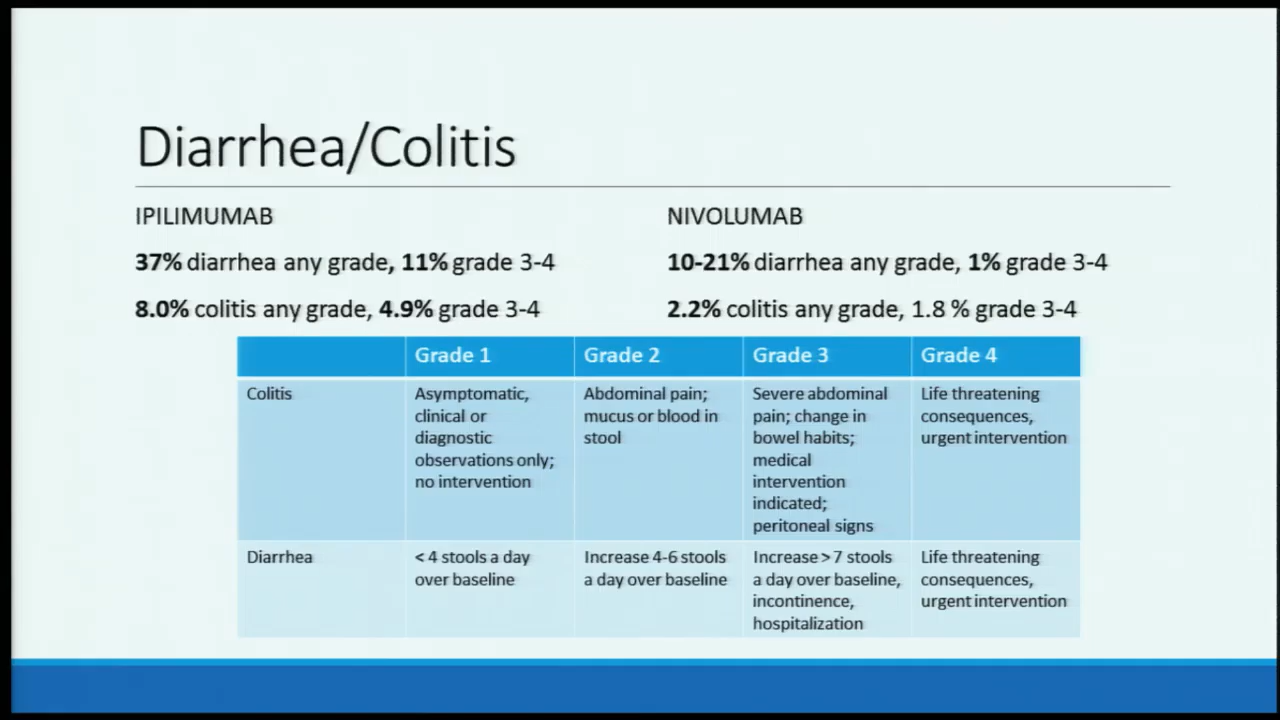 Diarrhea/Colitis
IPILIMUMAB
37% diarrhea any grade, 11% grade 3-4
8.0% colitis any grade, 4.9% grade 3-4
NIVOLUMAB
10-21% diarrhea any grade, 1% grade 3-4
2.2% colitis any grade, 1.8 % grade 3-4
Grade 1
Grade 2
Grade 3
Grade 4
Colitis
Asymptomatic,
clinical or
diagnostic
observations only;
no intervention
Abdominal pain;
mucus or blood in
stool
Severe abdominal
pain; change in
bowel habits;
medical
intervention
indicated;
peritoneal signs
Life threatening
consequences,
urgent intervention
Diarrhea
< 4 stools a day
over baseline
Increase 4-6 stools
a day over baseline
Increase > 7 stools
a day over baseline,
incontinence,
hospitalization
Life threatening
consequences,
urgent intervention